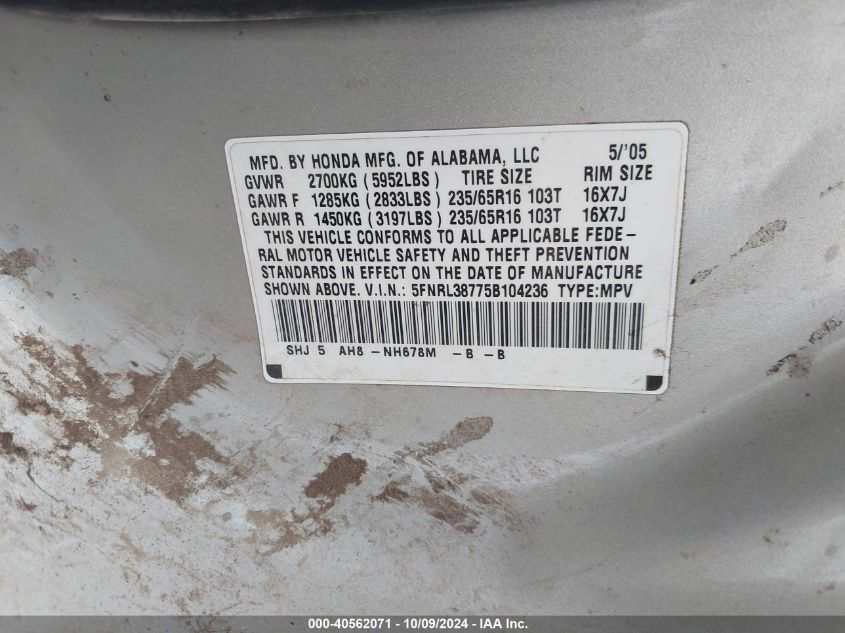 MFD. BY HONDA MFG. OF ALABAMA, LLC 5/'05
GVWR 2700KG (5952LBS) TIRE SIZE RIM SIZE
GAWR F 1285KG (2833LBS) 235/65R16 103T 16X7J
GAWR R 1450KG (3197LBS) 235/65R16 103T 16X7J
THIS VEHICLE CONFORMS TO ALL APPLICABLE FEDE-
RAL MOTOR VEHICLE SAFETY AND THEFT PREVENTION
STANDARDS IN EFFECT ON THE DATE OF MANUFACTURE
SHOWN ABOVE. V.I.N.: 5FNRL38775B104236 TYPE:MPV
SHJ 5 AH8 -NH678M -B -B
000-40562071 - 10/09/2024 - IAA Inc.